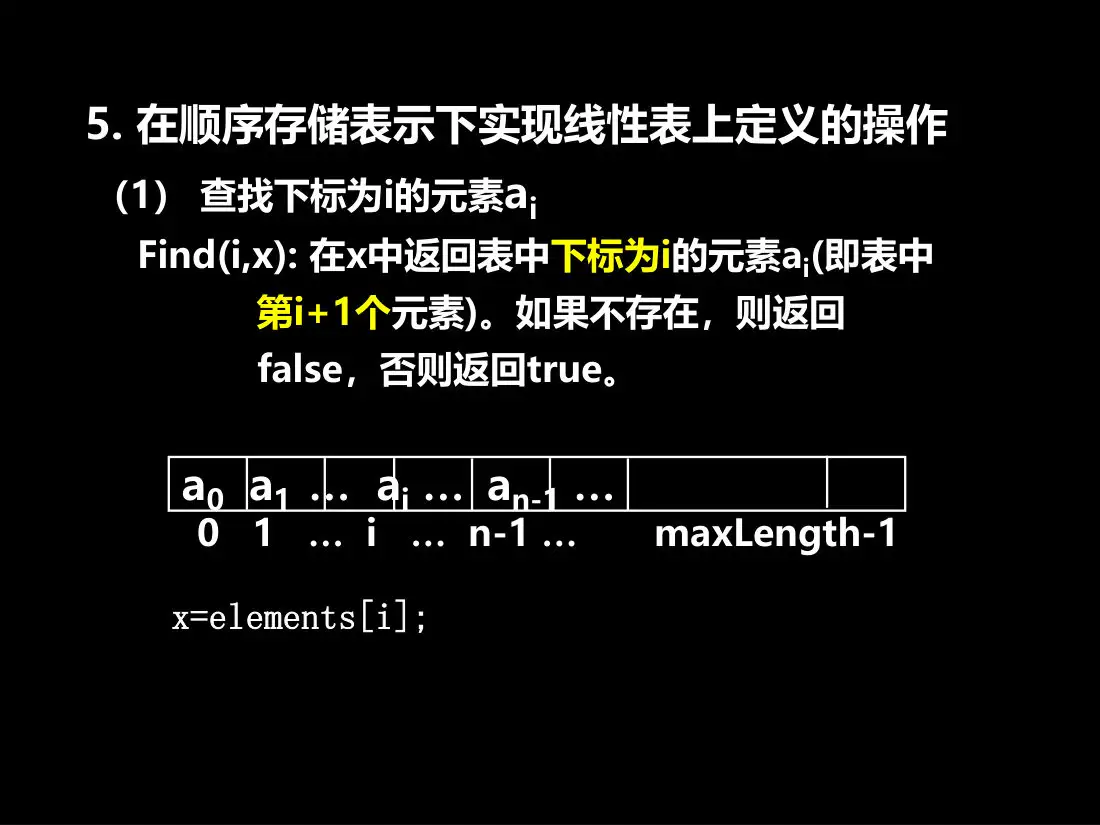 5. 在顺序存储表示下实现线性表上定义的操作
（1） 查找下标为i的元素ai
Find(i,x): 在x中返回表中下标为i的元素ai(即表中
第i+1个元素)。如果不存在，则返回
false，否则返回true。
a0 a1 … ai … an-1 …
0 1 … i … n-1 … maxLength-1
x=elements[i];